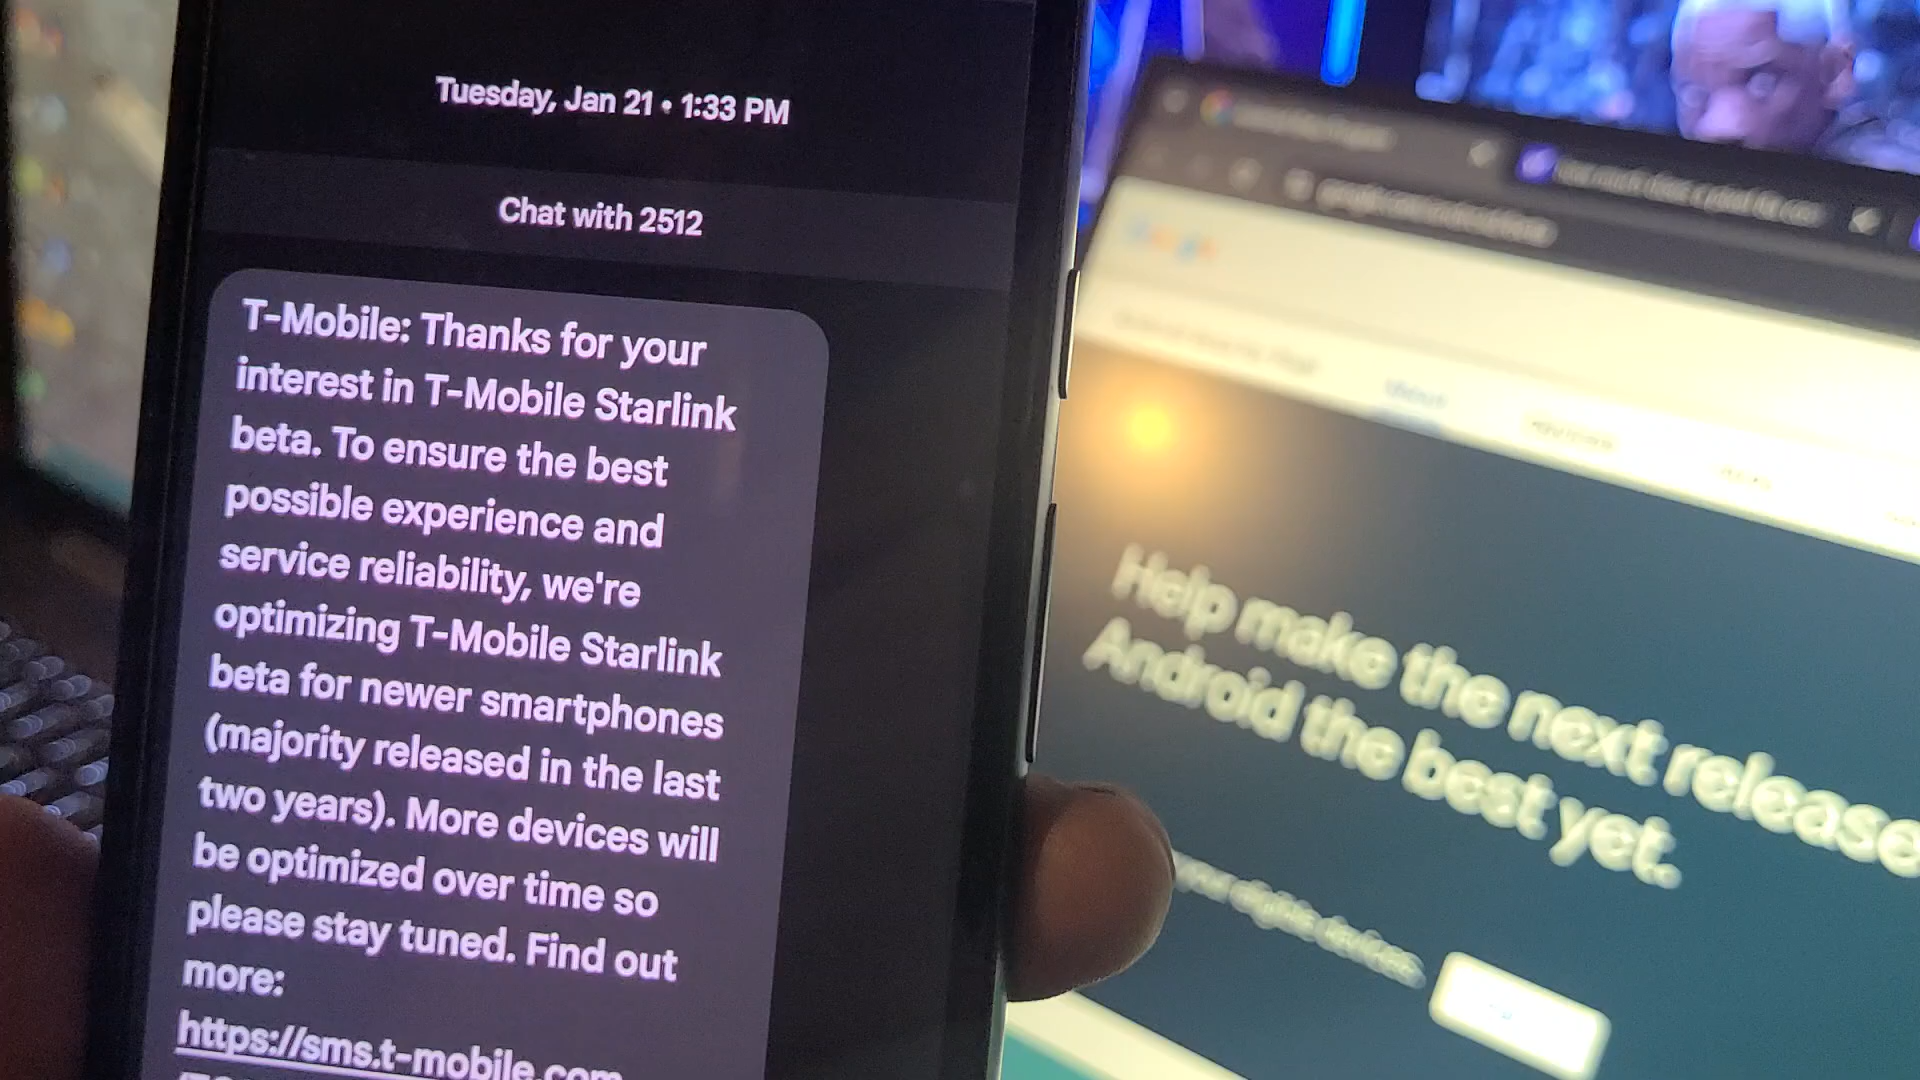 Tuesday, Jan 21 • 1:33 PM
Chat with 2512
T-Mobile: Thanks for your
interest in T-Mobile Starlink
beta. To ensure the best
possible experience and
service reliability, we're
optimizing T-Mobile Starlink
beta for newer smartphones
(majority released in the last
two years). More devices will
be optimized over time so
please stay tuned. Find out
more:
https://sms.t-mobile.com
Help make the next release
Android the best yet.
your eligible devices